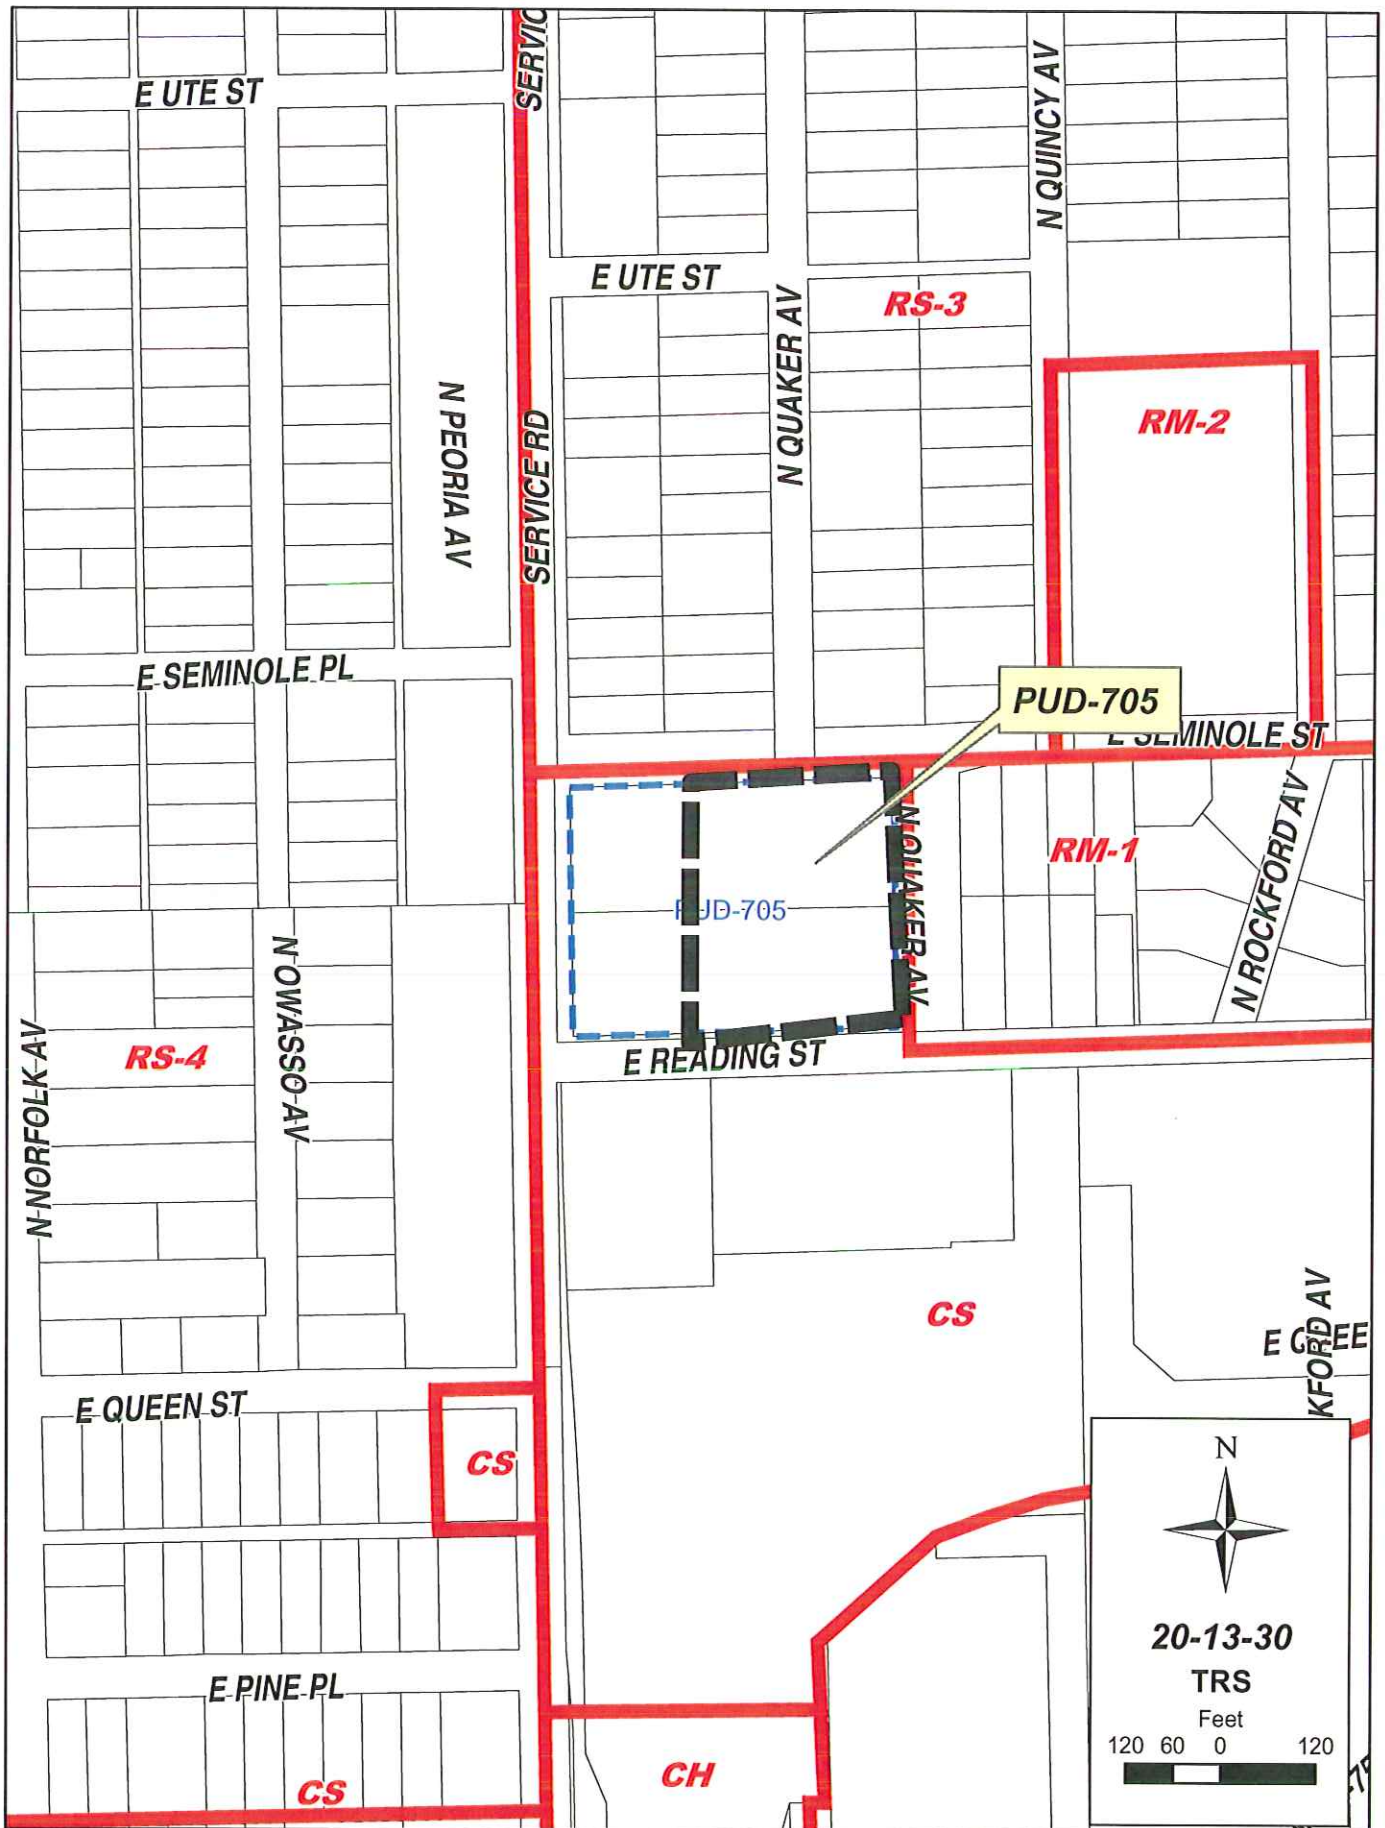 SERVIC
E UTE ST
N QUINCY AV
E UTE ST
RS-3
N QUAKER AV
N PEORIA AV
SERVICE RD
RM-2
E SEMINOLE PL
PUD-705
E SEMINOLE ST
N QUAKER AV
RM-1
N ROCKFORD AV
PUD-705
N OWASSO AV
N NORFOLK AV
RS-4
E READING ST
CS
KFORD AV
E QUEEN ST
CS
N
20-13-30
TRS
Feet
120 60 0 120
E PINE PL
CS
CH